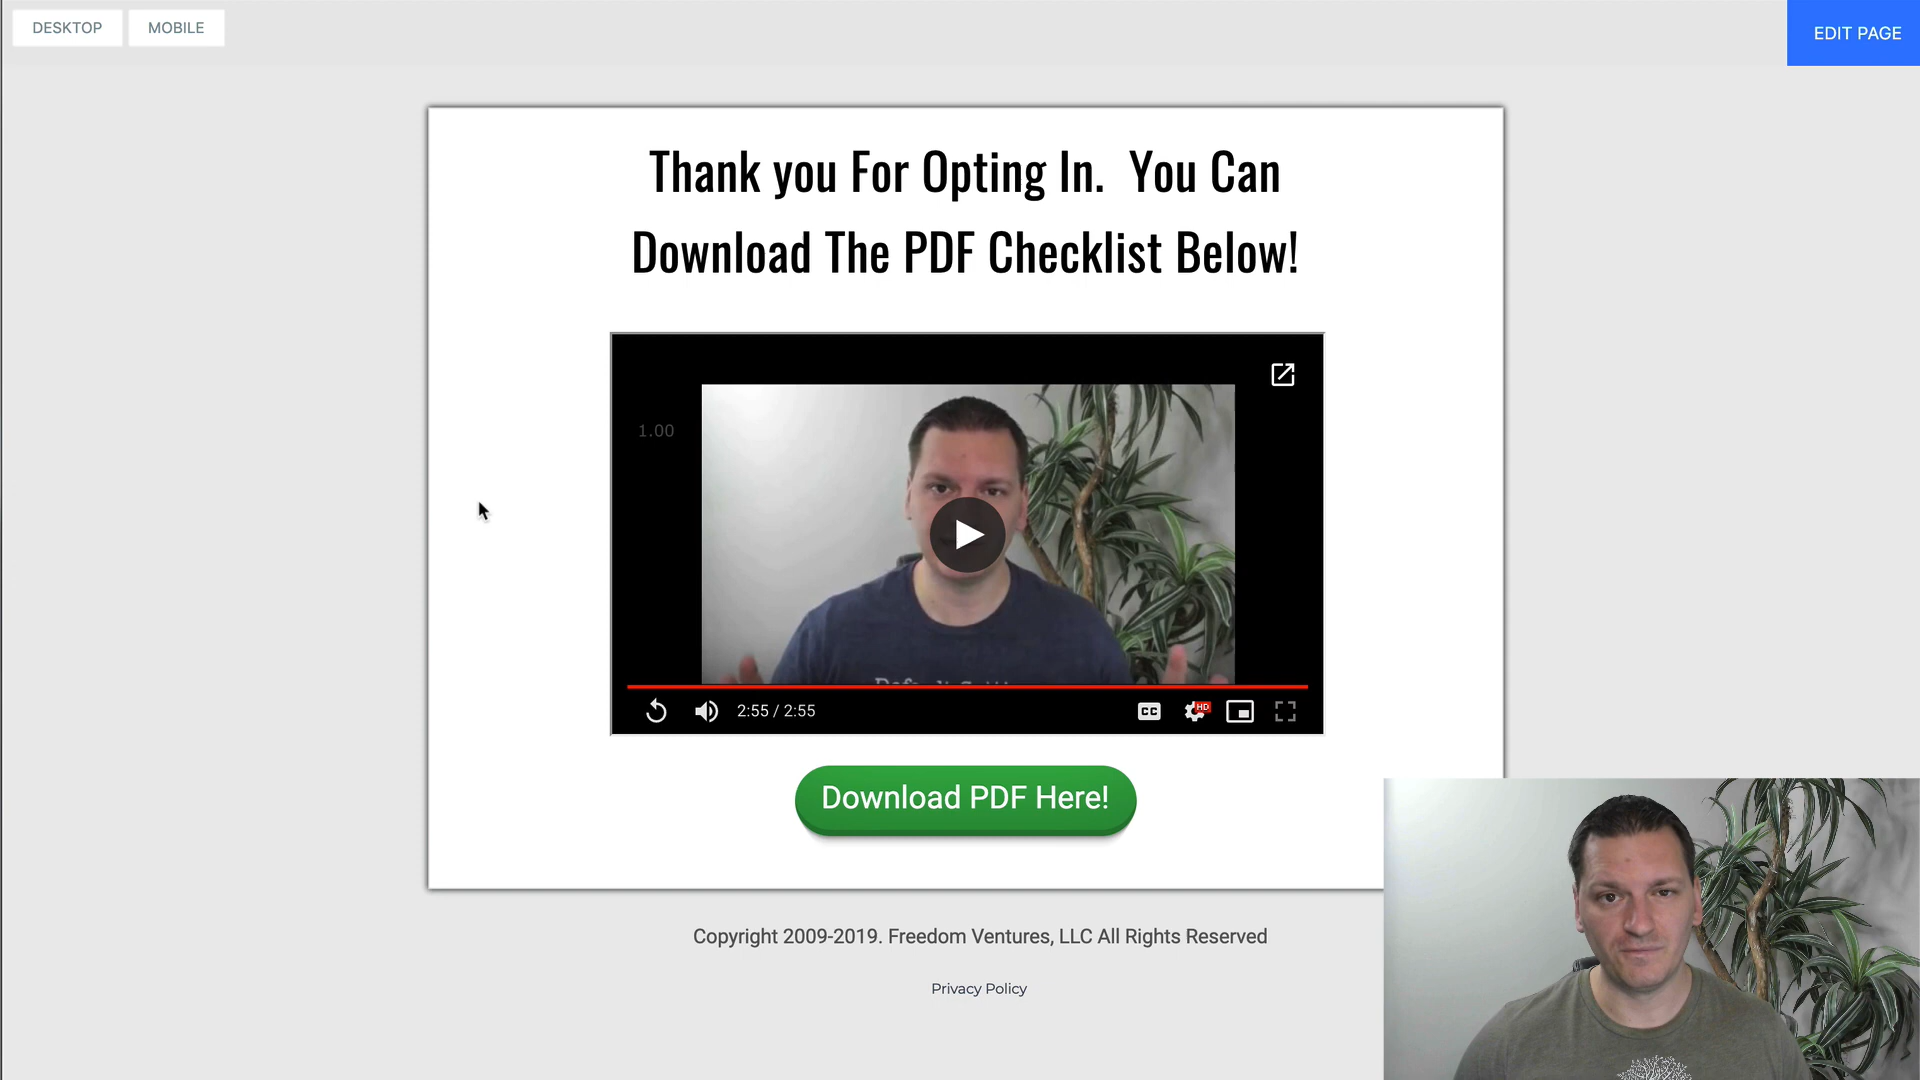 DESKTOP MOBILE EDIT PAGE
Thank you For Opting In. You Can
Download The PDF Checklist Below!
1.00
2:55 / 2:55 CC HD
Download PDF Here!
Copyright 2009-2019. Freedom Ventures, LLC All Rights Reserved
Privacy Policy